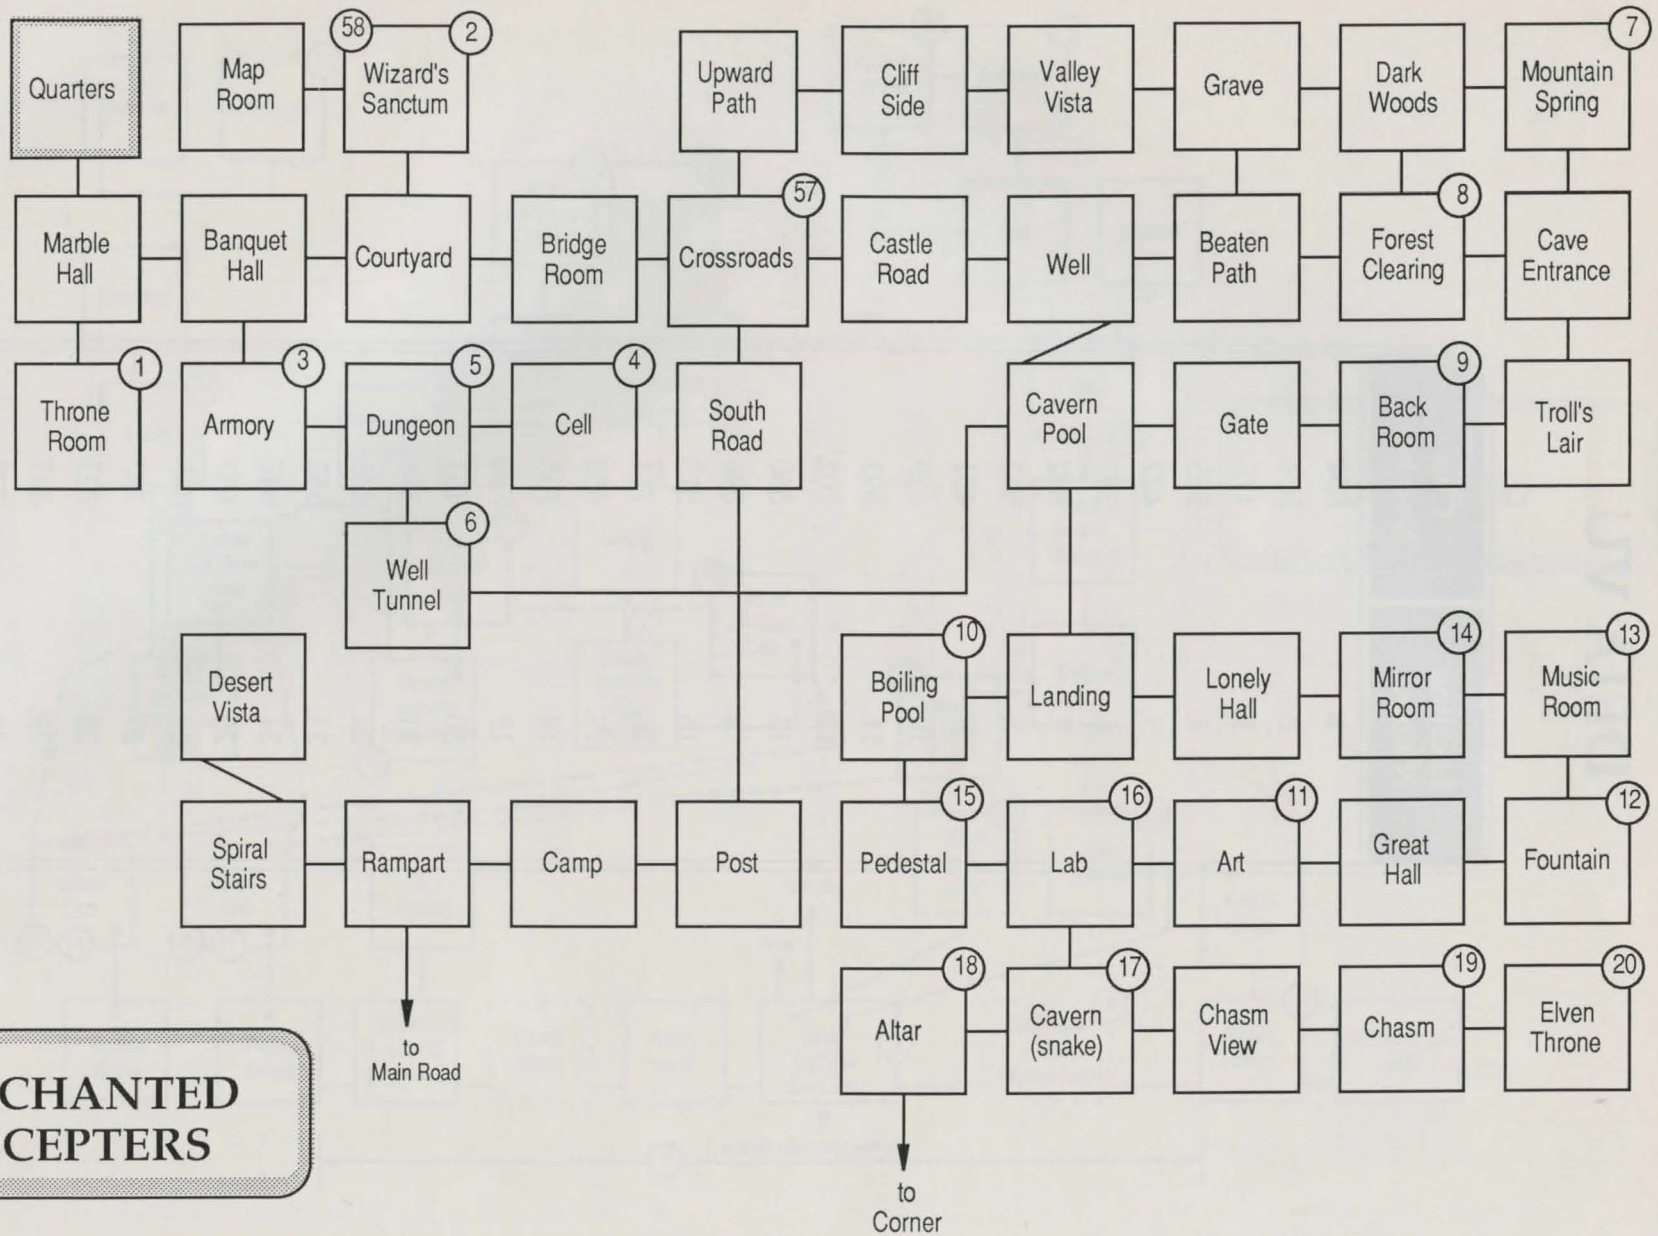 Quarters
Map
Room
58
2
Wizard's
Sanctum
Upward
Path
Cliff
Side
Valley
Vista
Grave
Dark
Woods
7
Mountain
Spring
Marble
Hall
Banquet
Hall
Courtyard
Bridge
Room
57
Crossroads
Castle
Road
Well
Beaten
Path
8
Forest
Clearing
Cave
Entrance
1
Throne
Room
3
Armory
5
Dungeon
4
Cell
South
Road
Cavern
Pool
Gate
9
Back
Room
Troll's
Lair
6
Well
Tunnel
Desert
Vista
10
Boiling
Pool
Landing
Lonely
Hall
14
Mirror
Room
13
Music
Room
Spiral
Stairs
Rampart
Camp
Post
15
Pedestal
16
Lab
11
Art
Great
Hall
12
Fountain
18
Altar
17
Cavern
(snake)
Chasm
View
19
Chasm
20
Elven
Throne
to
Main Road
CHANTED
CEPTERS
to
Corner